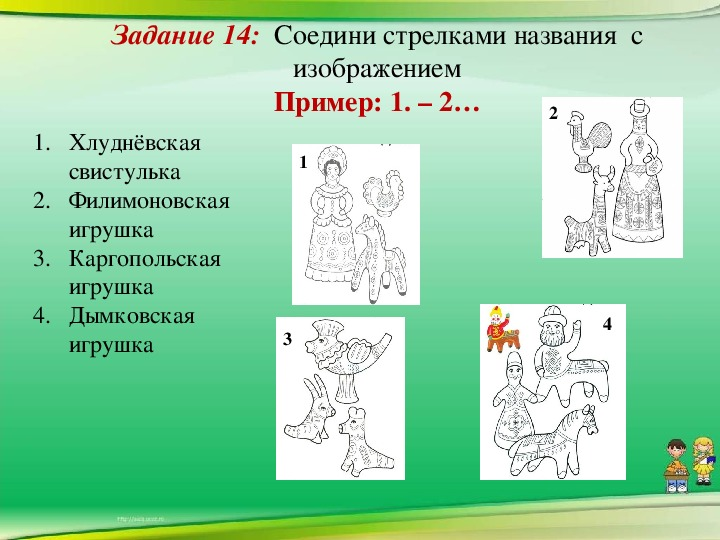 Задание 14: Соедини стрелками названия с
изображением
Пример: 1. – 2…
1. Хлуднёвская
свистулька
2. Филимоновская
игрушка
3. Каргопольская
игрушка
4. Дымковская
игрушка
1
2
3
4